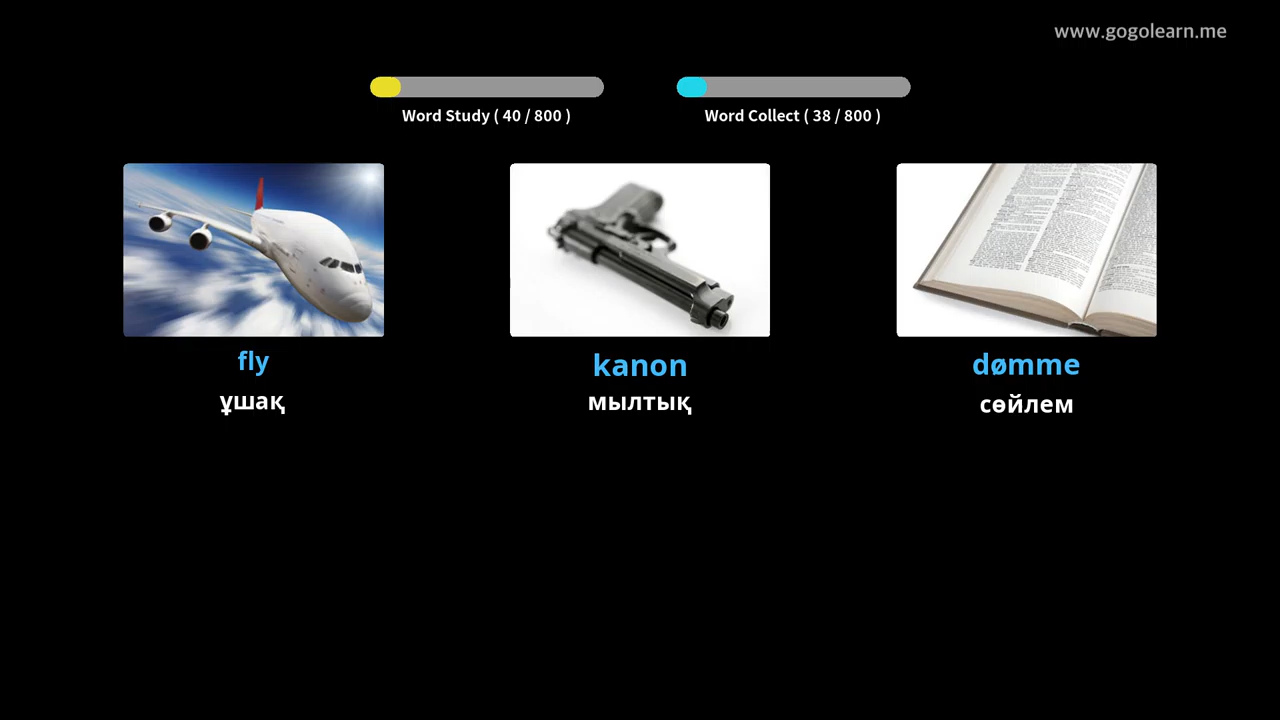 www.gogolearn.me
Word Study ( 40 / 800 )
Word Collect ( 38 / 800 )
fly
ұшақ
kanon
мылтық
dømme
сөйлем